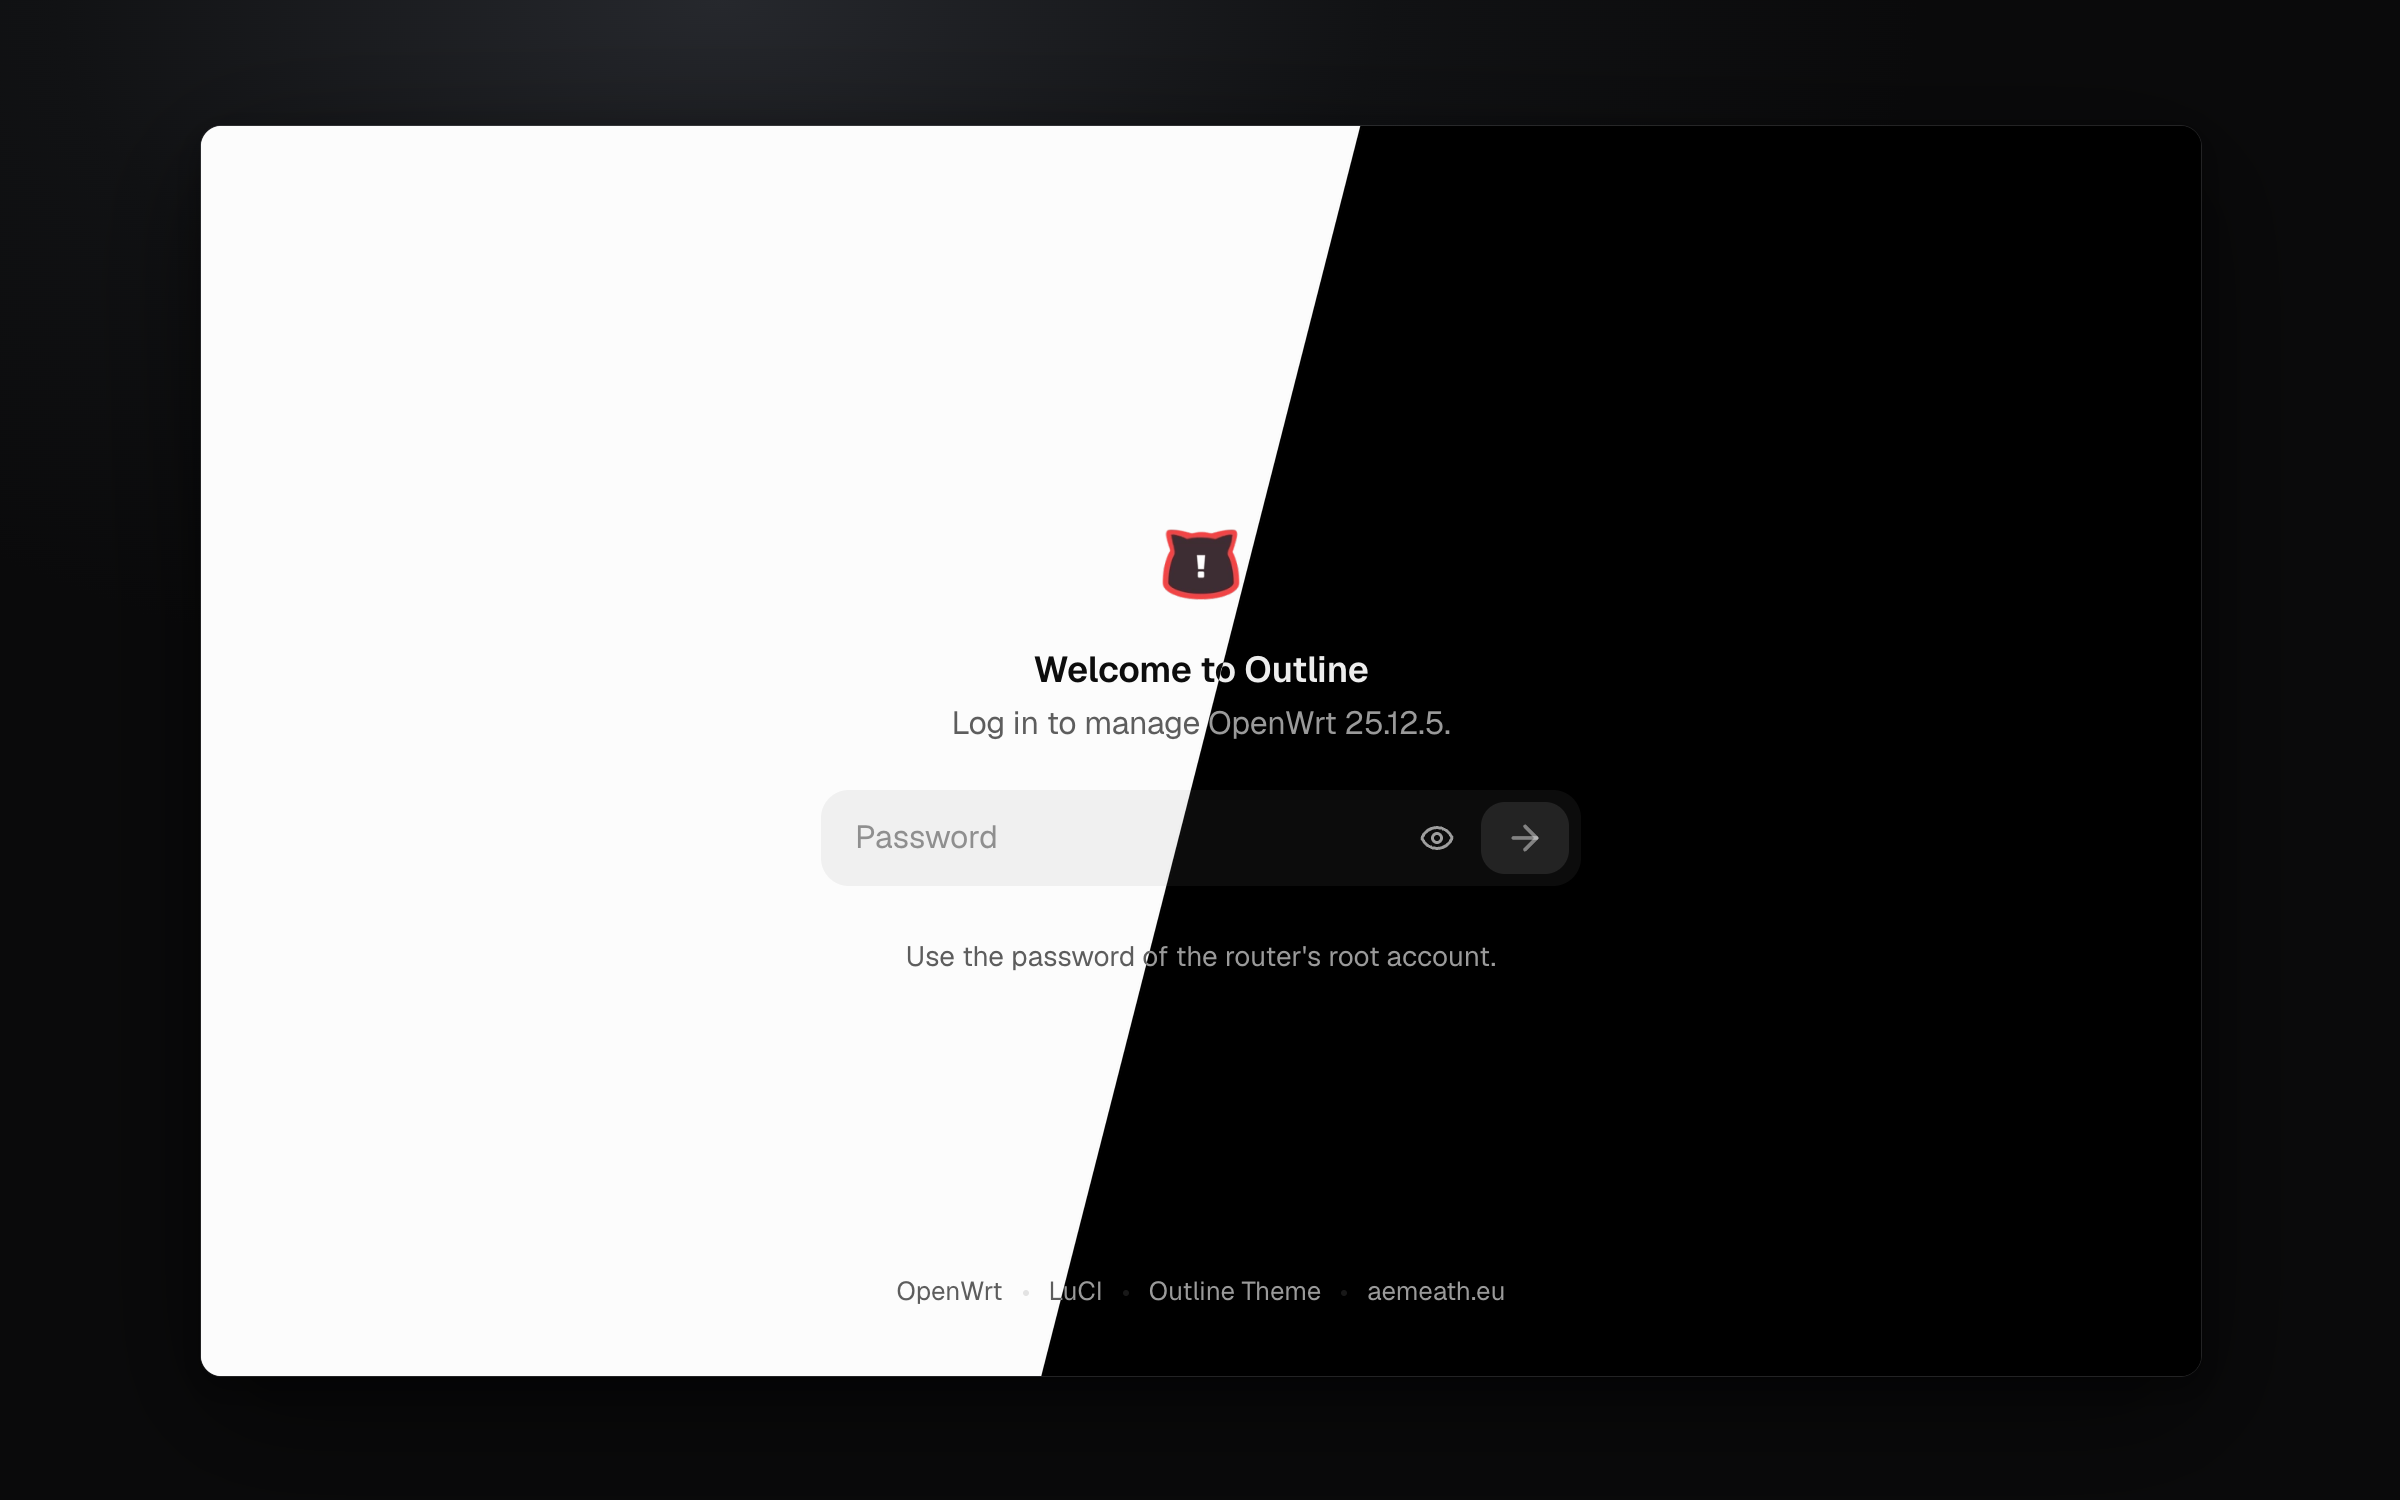 !
Welcome to Outline
Log in to manage OpenWrt 25.12.5.
Password
Use the password of the router's root account.
OpenWrt • LuCI • Outline Theme • aemeath.eu